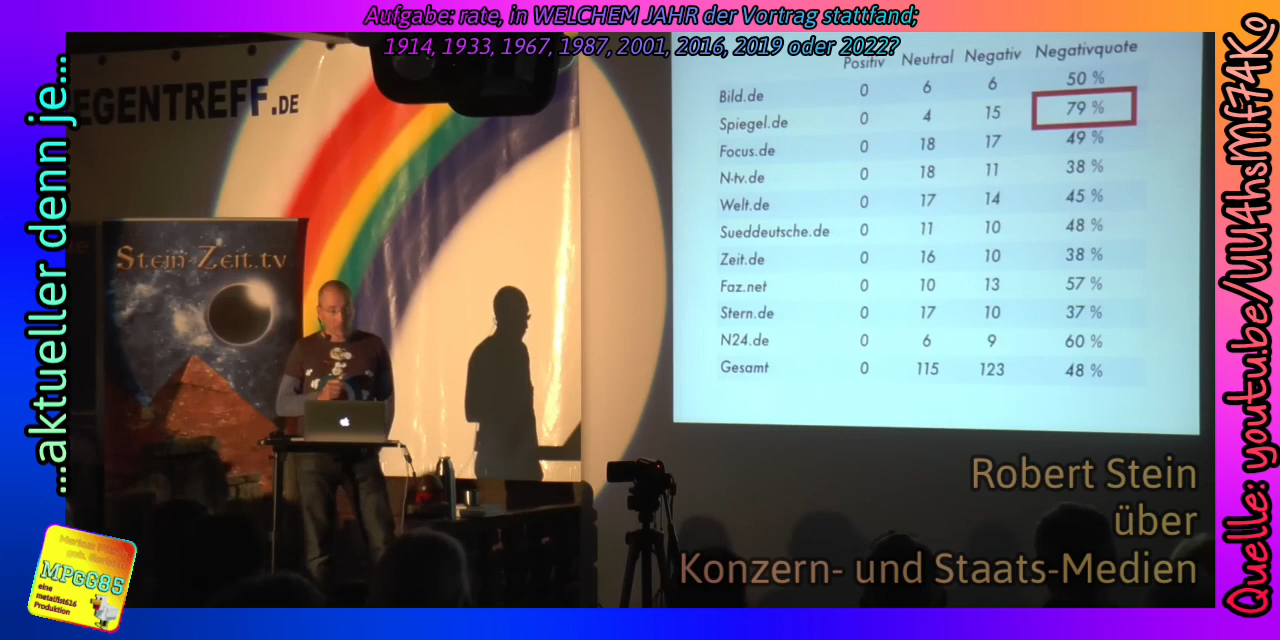 Aufgabe: rate, in WELCHEM JAHR der Vortrag stattfand;
1914, 1933, 1967, 1987, 2001, 2016, 2019 oder 2022?
...aktueller denn je...
EGENTREFF.DE
Stein-Zeit.tv
Positiv Neutral Negativ Negativquote
Bild.de 0 6 6 50 %
Spiegel.de 0 4 15 79 %
Focus.de 0 18 17 49 %
N-tv.de 0 18 11 38 %
Welt.de 0 17 14 45 %
Sueddeutsche.de 0 11 10 48 %
Zeit.de 0 16 10 38 %
Faz.net 0 10 13 57 %
Stern.de 0 17 10 37 %
N24.de 0 6 9 60 %
Gesamt 0 115 123 48 %
Robert Stein
über
Konzern- und Staats-Medien
MPGG85
eine
metalfist616
Produktion
Quelle: youtu.be/UU4hsMf74Ko